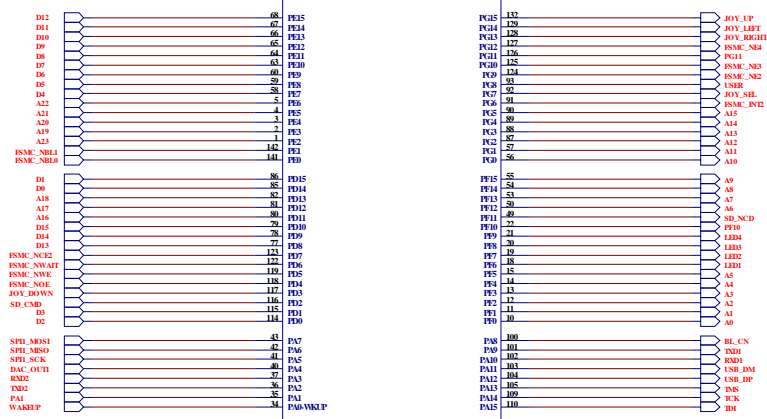 D12 68 PE15
D11 67 PE14
D10 66 PE13
D9 65 PE12
D8 64 PE11
D7 63 PE10
D6 60 PE9
D5 59 PE8
D4 58 PE7
A22 5 PE6
A21 4 PE5
A20 3 PE4
A19 2 PE3
A23 1 PE2
FSMC_NBL1 142 PE1
FSMC_NBL0 141 PE0
D1 86 PD15
D0 85 PD14
A18 82 PD13
A17 81 PD12
A16 80 PD11
D15 79 PD10
D14 78 PD9
D13 77 PD8
FSMC_NCE2 123 PD7
FSMC_NWAIT 122 PD6
FSMC_NWE 119 PD5
FSMC_NOE 118 PD4
JOY_DOWN 117 PD3
SD_CMD 116 PD2
D3 115 PD1
D2 114 PD0
SPI1_MOSI 43 PA7
SPI1_MISO 42 PA6
SPI1_SCK 41 PA5
DAC_OUT1 40 PA4
RXD2 37 PA3
TXD2 36 PA2
PA1 35 PA1
WAKEUP 34 PA0-WKUP
PG15 132 JOY_UP
PG14 129 JOY_LEFT
PG13 128 JOY_RIGHT
PG12 127 FSMC_NE4
PG11 126 PG11
PG10 125 FSMC_NE3
PG9 124 FSMC_NE2
PG8 93 USER
PG7 92 JOY_SEL
PG6 91 FSMC_INT2
PG5 90 A15
PG4 89 A14
PG3 88 A13
PG2 87 A12
PG1 57 A11
PG0 56 A10
PF15 55 A9
PF14 54 A8
PF13 53 A7
PF12 50 A6
PF11 49 SD_NCD
PF10 22 PF10
PF9 21 LED4
PF8 20 LED3
PF7 19 LED2
PF6 18 LED1
PF5 15 A5
PF4 14 A4
PF3 13 A3
PF2 12 A2
PF1 11 A1
PF0 10 A0
PA8 100 BL_CN
PA9 101 TXD1
PA10 102 RXD1
PA11 103 USB_DM
PA12 104 USB_DP
PA13 105 TMS
PA14 109 TCK
PA15 110 TDI